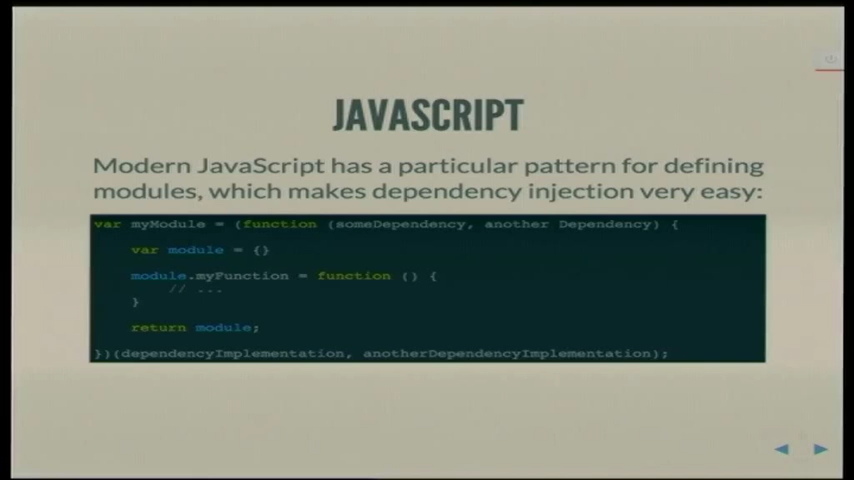 JAVASCRIPT
Modern JavaScript has a particular pattern for defining
modules, which makes dependency injection very easy:
var myModule = (function (someDependency, another Dependency) {
var module = {}
module.myFunction = function () {
// ...
}
return module;
})(dependencyImplementation, anotherDependencyImplementation);